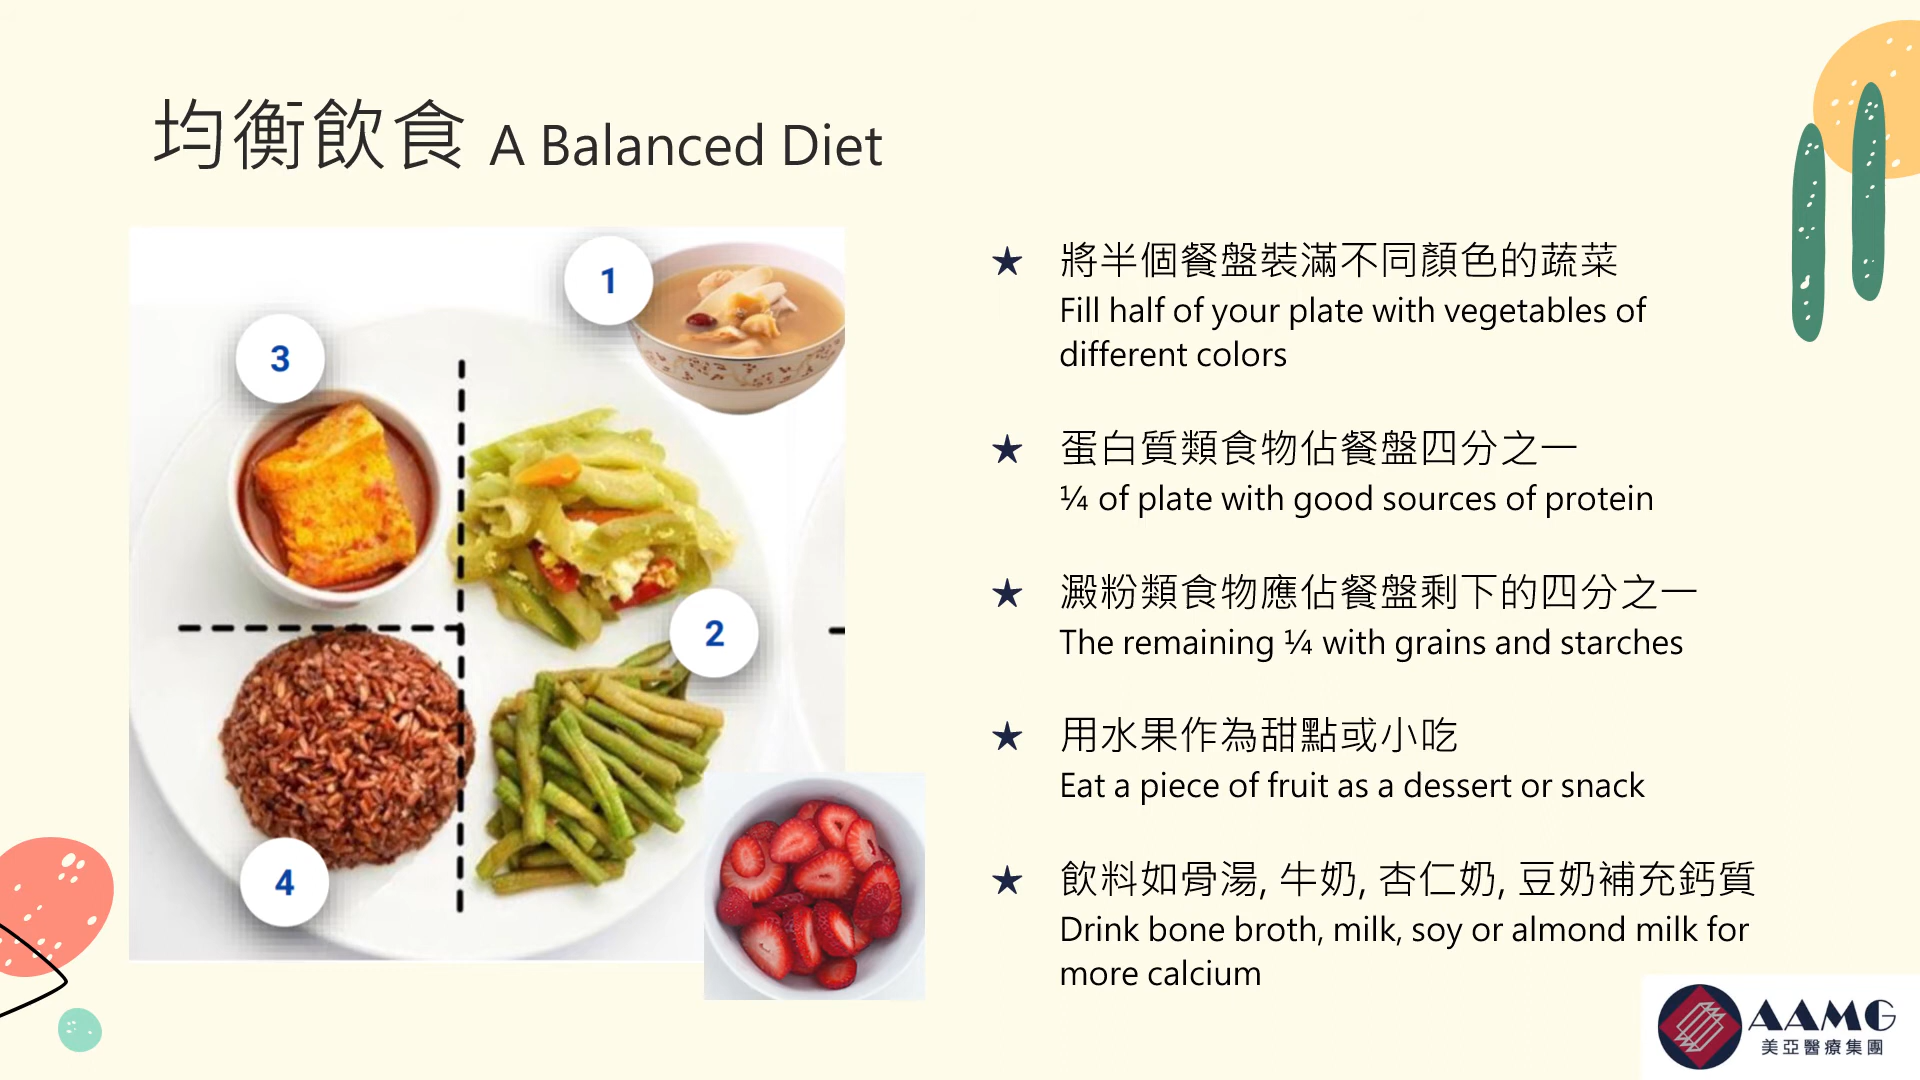 均衡飲食 A Balanced Diet
1
3
2
4
★ 將半個餐盤裝滿不同顏色的蔬菜
Fill half of your plate with vegetables of
different colors
★ 蛋白質類食物佔餐盤四分之一
¼ of plate with good sources of protein
★ 澱粉類食物應佔餐盤剩下的四分之一
The remaining ¼ with grains and starches
★ 用水果作為甜點或小吃
Eat a piece of fruit as a dessert or snack
★ 飲料如骨湯, 牛奶, 杏仁奶, 豆奶補充鈣質
Drink bone broth, milk, soy or almond milk for
more calcium
AAMG
美亞醫療集團